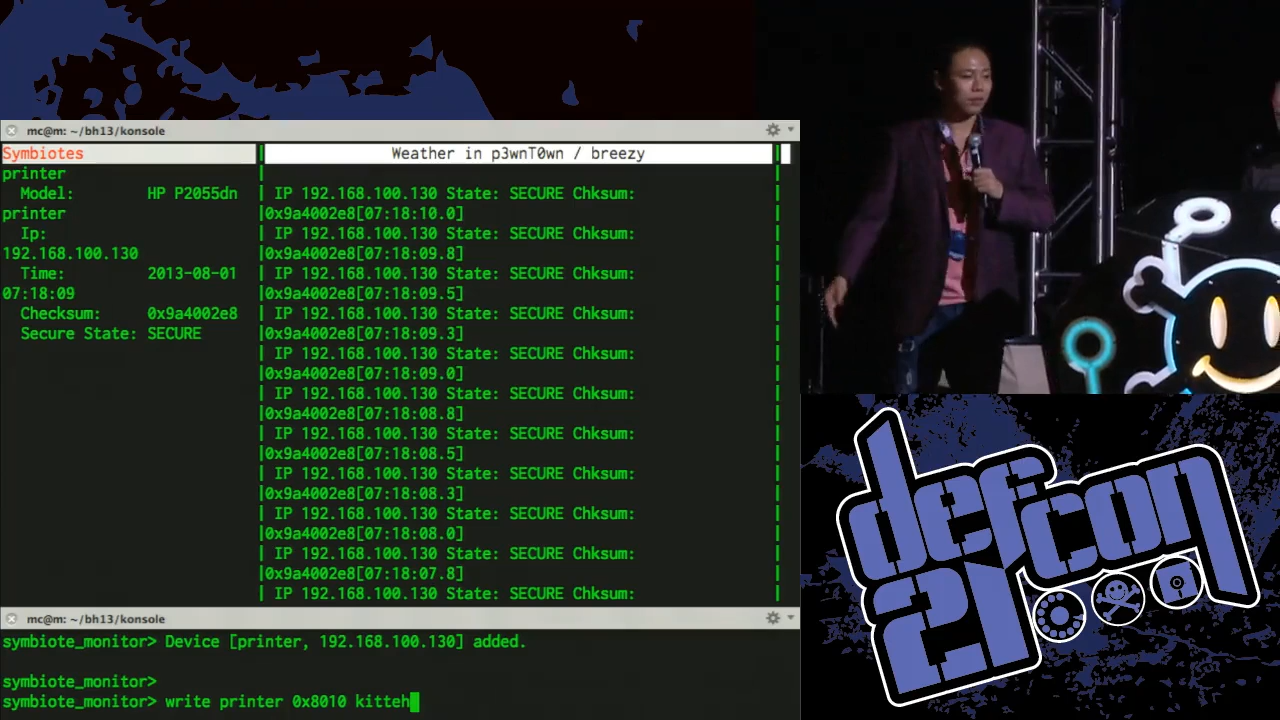 mc@m: ~/bh13/konsole
Symbiotes
Weather in p3wnT0wn / breezy
printer
Model: HP P2055dn
printer
Ip:
192.168.100.130
Time: 2013-08-01
07:18:09
Checksum: 0x9a4002e8
Secure State: SECURE
IP 192.168.100.130 State: SECURE Chksum:
0x9a4002e8[07:18:10.0]
IP 192.168.100.130 State: SECURE Chksum:
0x9a4002e8[07:18:09.8]
IP 192.168.100.130 State: SECURE Chksum:
0x9a4002e8[07:18:09.5]
IP 192.168.100.130 State: SECURE Chksum:
0x9a4002e8[07:18:09.3]
IP 192.168.100.130 State: SECURE Chksum:
0x9a4002e8[07:18:09.0]
IP 192.168.100.130 State: SECURE Chksum:
0x9a4002e8[07:18:08.8]
IP 192.168.100.130 State: SECURE Chksum:
0x9a4002e8[07:18:08.5]
IP 192.168.100.130 State: SECURE Chksum:
0x9a4002e8[07:18:08.3]
IP 192.168.100.130 State: SECURE Chksum:
0x9a4002e8[07:18:08.0]
IP 192.168.100.130 State: SECURE Chksum:
0x9a4002e8[07:18:07.8]
IP 192.168.100.130 State: SECURE Chksum:
mc@m: ~/bh13/konsole
symbiote_monitor> Device [printer, 192.168.100.130] added.
symbiote_monitor>
symbiote_monitor> write printer 0x8010 kitteh
defcon
21